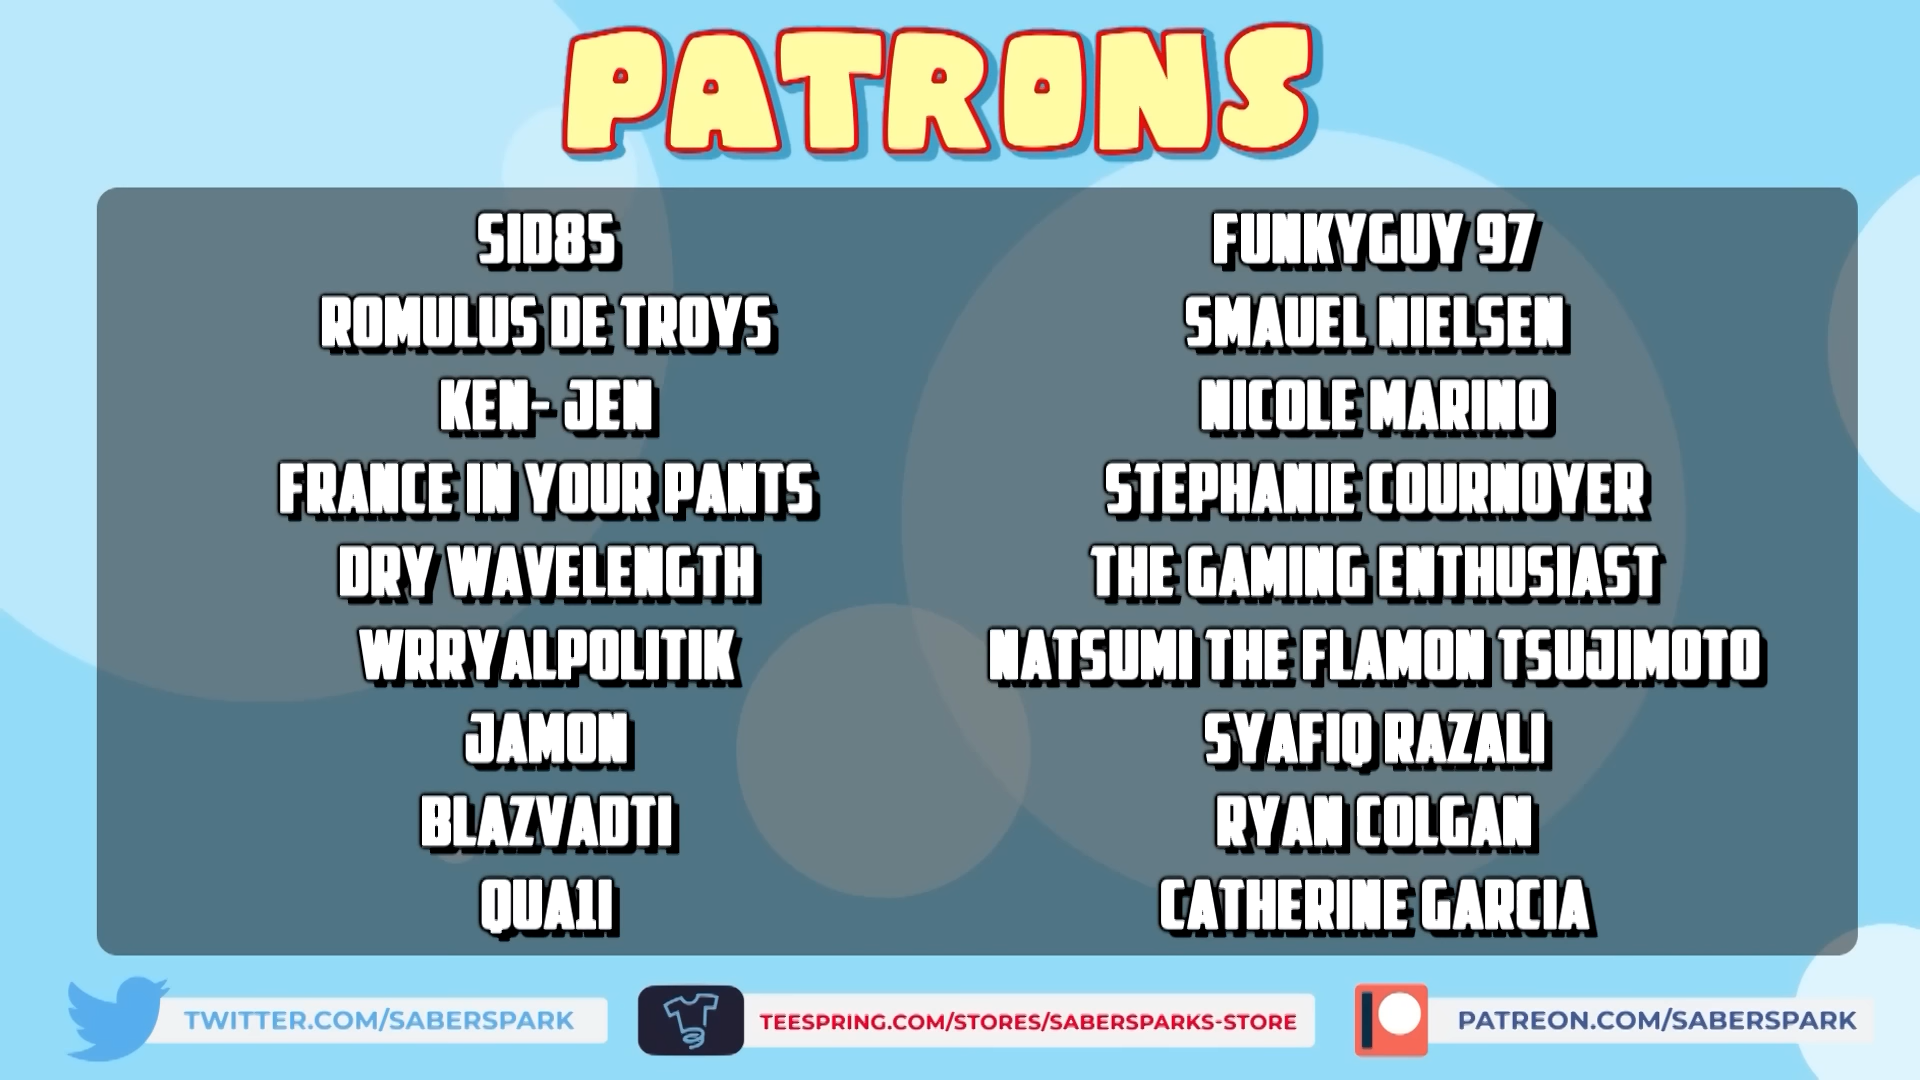 PATRONS
SID85
ROMULUS DE TROYS
KEN- JEN
FRANCE IN YOUR PANTS
DRY WAVELENGTH
WRRYALPOLITIK
JAMON
BLAZVADTI
QUA1I
FUNKYGUY 97
SMAUEL NIELSEN
NICOLE MARINO
STEPHANIE COURNOYER
THE GAMING ENTHUSIAST
NATSUMI THE FLAMON TSUJIMOTO
SYAFIQ RAZALI
RYAN COLGAN
CATHERINE GARCIA
TWITTER.COM/SABERSPARK
TEESPRING.COM/STORES/SABERSPARKS-STORE
PATREON.COM/SABERSPARK